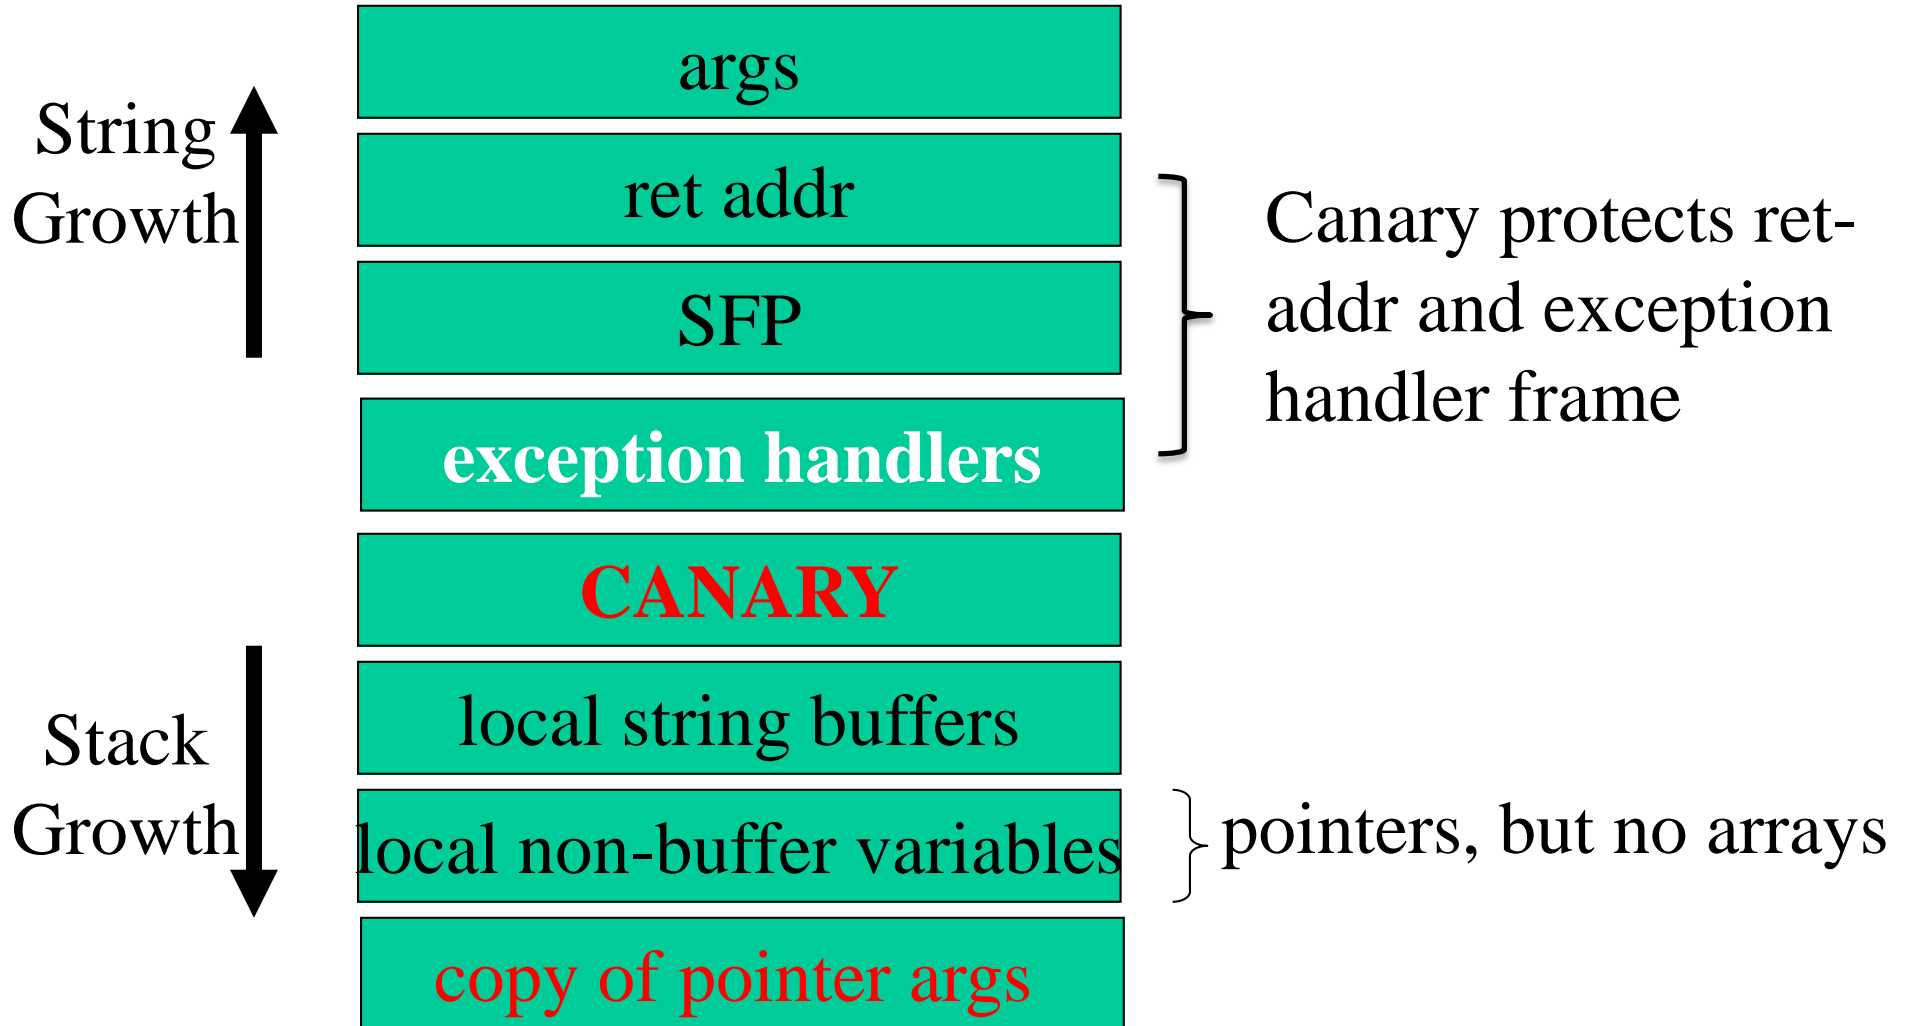 args
String
Growth
ret addr
SFP
Canary protects ret-
addr and exception
handler frame
exception handlers
CANARY
local string buffers
Stack
Growth
local non-buffer variables
pointers, but no arrays
copy of pointer args